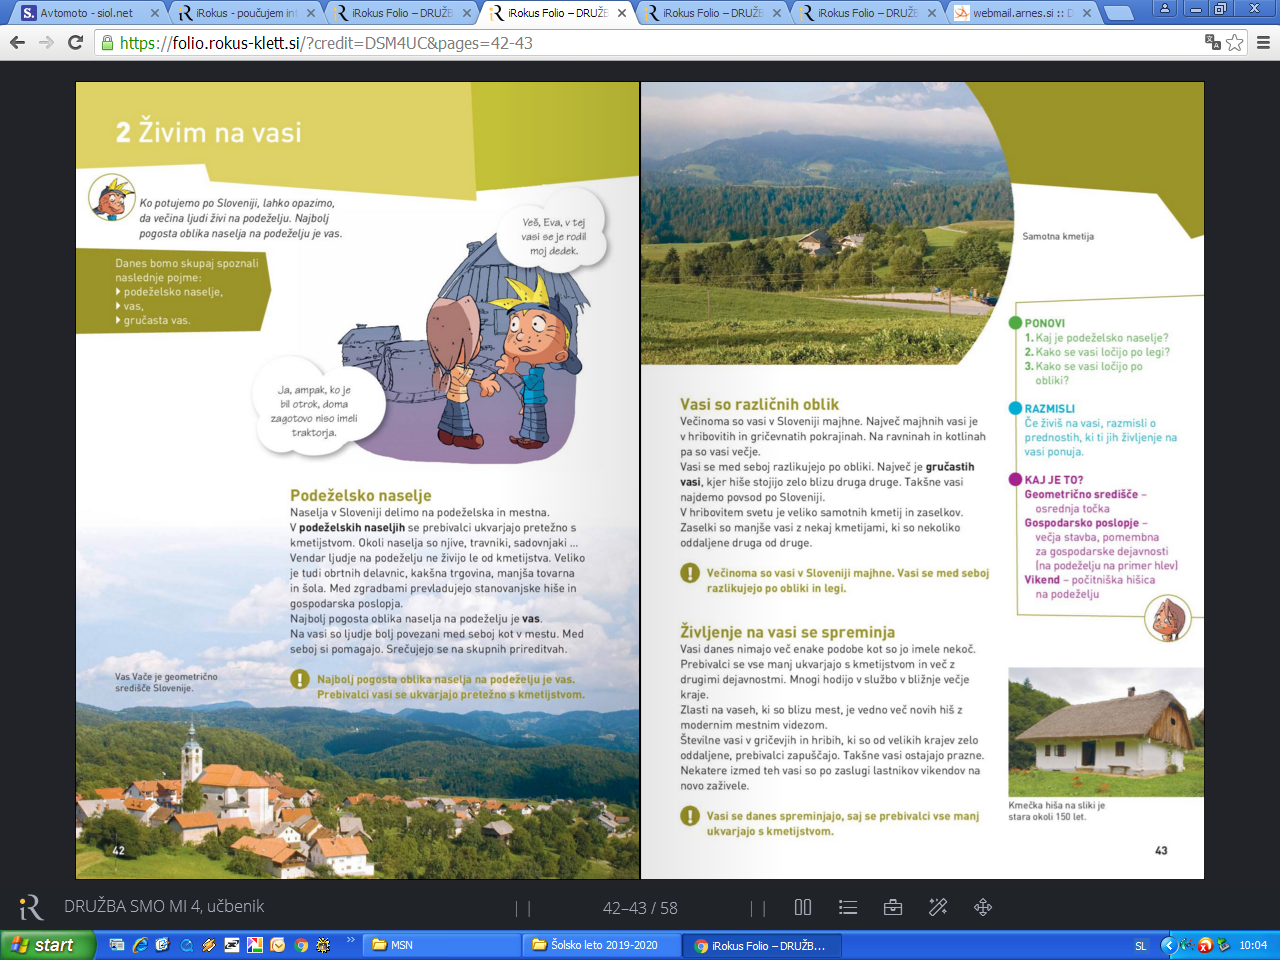 Avtomoto - siol.net
iRokus - poučujem int
iRokus Folio – DRUŽB
iRokus Folio – DRUŽB
iRokus Folio – DRUŽB
iRokus Folio – DRUŽB
webmail.arnes.si :: D
https://folio.rokus-klett.si/?credit=DSM4UC&pages=42-43
2 Živim na vasi
Ko potujemo po Sloveniji, lahko opazimo,
da večina ljudi živi na podeželju. Najbolj
pogosta oblika naselja na podeželju je vas.
Danes bomo skupaj spoznali
naslednje pojme:
podeželsko naselje,
vas,
gručasta vas.
Veš, Eva, v tej
vasi se je rodil
moj dedek.
Ja, ampak, ko je
bil otrok, doma
zagotovo niso imeli
traktorja.
Podeželsko naselje
Naselja v Sloveniji delimo na podeželska in mestna.
V podeželskih naseljih se prebivalci ukvarjajo pretežno s
kmetijstvom. Okoli naselja so njive, travniki, sadovnjaki ...
Vendar ljudje na podeželju ne živijo le od kmetijstva. Veliko
je tudi obrtnih delavnic, kakšna trgovina, manjša tovarna
in šola. Med zgradbami prevladujejo stanovanjske hiše in
gospodarska poslopja.
Najbolj pogosta oblika naselja na podeželju je vas.
Na vasi so ljudje bolj povezani med seboj kot v mestu. Med
seboj si pomagajo. Srečujejo se na skupnih prireditvah.
! Najbolj pogosta oblika naselja na podeželju je vas.
Prebivalci vasi se ukvarjajo pretežno s kmetijstvom.
Vas Vače je geometrično
središče Slovenije.
42
Samotna kmetija
Vasi so različnih oblik
Večinoma so vasi v Sloveniji majhne. Največ majhnih vasi je
v hribovitih in gričevnatih pokrajinah. Na ravninah in kotlinah
pa so vasi večje.
Vasi se med seboj razlikujejo po obliki. Največ je gručastih
vasi, kjer hiše stojijo zelo blizu druga druge. Takšne vasi
najdemo povsod po Sloveniji.
V hribovitem svetu je veliko samotnih kmetij in zaselkov.
Zaselki so manjše vasi z nekaj kmetijami, ki so nekoliko
oddaljene druga od druge.
! Večinoma so vasi v Sloveniji majhne. Vasi se med seboj
razlikujejo po obliki in legi.
Življenje na vasi se spreminja
Vasi danes nimajo več enake podobe kot so jo imele nekoč.
Prebivalci se vse manj ukvarjajo s kmetijstvom in več z
drugimi dejavnostmi. Mnogi hodijo v službo v bližnje večje
kraje.
Zlasti na vaseh, ki so blizu mest, je vedno več novih hiš z
modernim mestnim videzom.
Številne vasi v gričevjih in hribih, ki so od velikih krajev zelo
oddaljene, prebivalci zapuščajo. Takšne vasi ostajajo prazne.
Nekatere izmed teh vasi so po zaslugi lastnikov vikendov na
novo zaživele.
! Vasi se danes spreminjajo, saj se prebivalci vse manj
ukvarjajo s kmetijstvom.
PONOVI
1. Kaj je podeželsko naselje?
2. Kako se vasi ločijo po legi?
3. Kako se vasi ločijo po
obliki?
RAZMISLI
Če živiš na vasi, razmisli o
prednostih, ki ti jih življenje na
vasi ponuja.
KAJ JE TO?
Geometrično središče –
osrednja točka
Gospodarsko poslopje –
večja stavba, pomembna
za gospodarske dejavnosti
(na podeželju na primer hlev)
Vikend – počitniška hišica
na podeželju
Kmečka hiša na sliki je
stara okoli 150 let.
43
DRUŽBA SMO MI 4, učbenik
42–43 / 58
start
MSN
Šolsko leto 2019-2020
iRokus Folio – DRUŽB...
SL
10:04